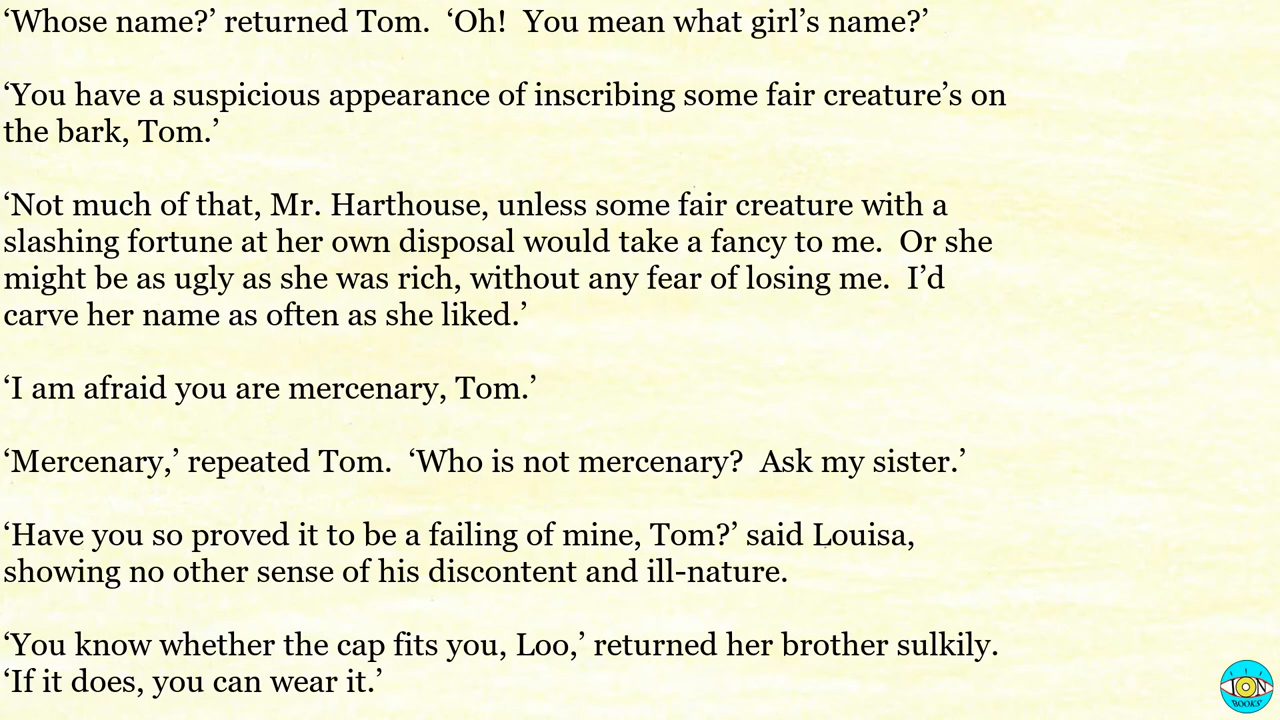 ‘Whose name?’ returned Tom.  ‘Oh!  You mean what girl’s name?’
‘You have a suspicious appearance of inscribing some fair creature’s on
the bark, Tom.’
‘Not much of that, Mr. Harthouse, unless some fair creature with a
slashing fortune at her own disposal would take a fancy to me.  Or she
might be as ugly as she was rich, without any fear of losing me.  I’d
carve her name as often as she liked.’
‘I am afraid you are mercenary, Tom.’
‘Mercenary,’ repeated Tom.  ‘Who is not mercenary?  Ask my sister.’
‘Have you so proved it to be a failing of mine, Tom?’ said Louisa,
showing no other sense of his discontent and ill-nature.
‘You know whether the cap fits you, Loo,’ returned her brother sulkily.
‘If it does, you can wear it.’
ION
BOOKS